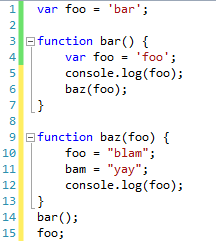 1 var foo = 'bar';
2
3 function bar() {
4     var foo = 'foo';
5     console.log(foo);
6     baz(foo);
7 }
8
9 function baz(foo) {
10     foo = "blam";
11     bam = "yay";
12     console.log(foo);
13 }
14 bar();
15 foo;